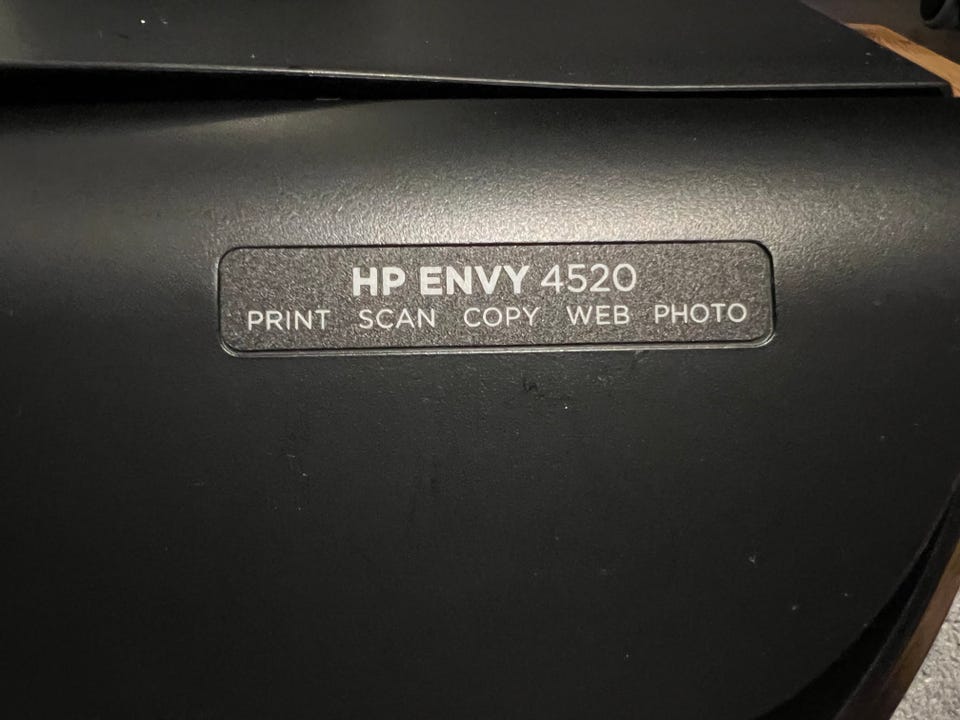 HP ENVY 4520
PRINT SCAN COPY WEB PHOTO